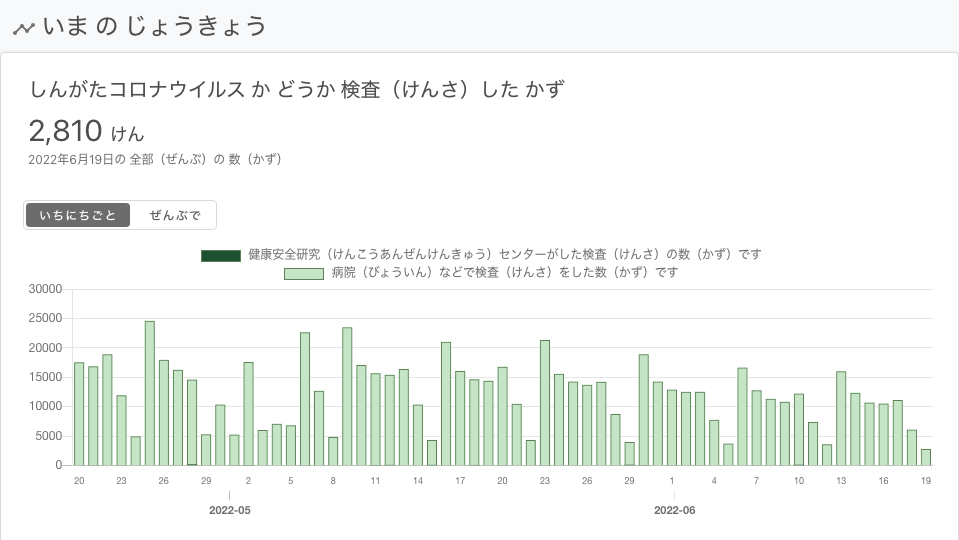 いま の じょうきょう
しんがたコロナウイルス か どうか 検査（けんさ）した かず
2,810 けん
2022年6月19日の 全部（ぜんぶ）の 数（かず）
いちにちごと ぜんぶで
健康安全研究（けんこうあんぜんけんきゅう）センターがした検査（けんさ）の数（かず）です
病院（びょういん）などで検査（けんさ）をした数（かず）です
30000
25000
20000
15000
10000
5000
0
20 23 26 29 2 5 8 11 14 17 20 23 26 29 1 4 7 10 13 16 19
2022-05 2022-06